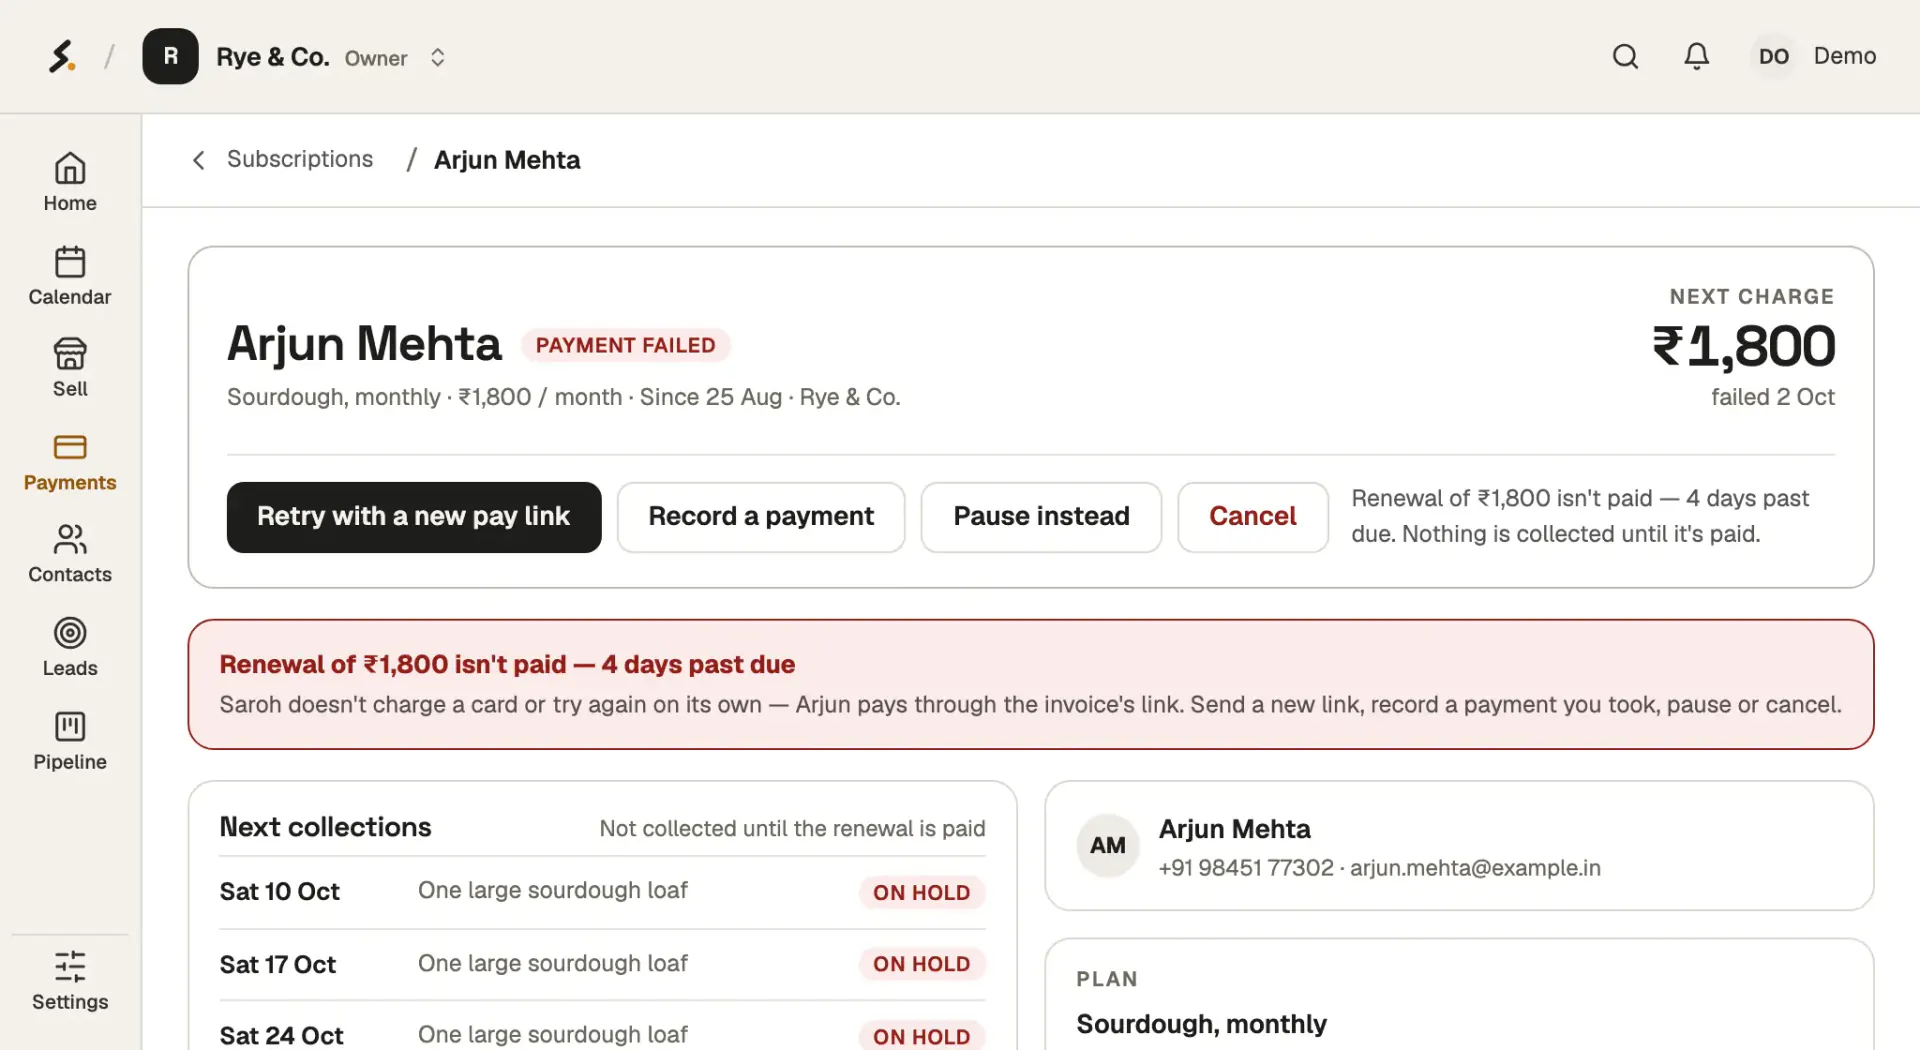 / R Rye & Co. Owner DO Demo
Home
Calendar
Sell
Payments
Contacts
Leads
Pipeline
Settings
Subscriptions / Arjun Mehta
NEXT CHARGE
Arjun Mehta PAYMENT FAILED ₹1,800
Sourdough, monthly · ₹1,800 / month · Since 25 Aug · Rye & Co. failed 2 Oct
Retry with a new pay link Record a payment Pause instead Cancel
Renewal of ₹1,800 isn't paid — 4 days past
due. Nothing is collected until it's paid.
Renewal of ₹1,800 isn't paid — 4 days past due
Saroh doesn't charge a card or try again on its own — Arjun pays through the invoice's link. Send a new link, record a payment you took, pause or cancel.
Next collections Not collected until the renewal is paid
Sat 10 Oct One large sourdough loaf ON HOLD
Sat 17 Oct One large sourdough loaf ON HOLD
Sat 24 Oct One large sourdough loaf ON HOLD
AM Arjun Mehta
+91 98451 77302 · arjun.mehta@example.in
PLAN
Sourdough, monthly